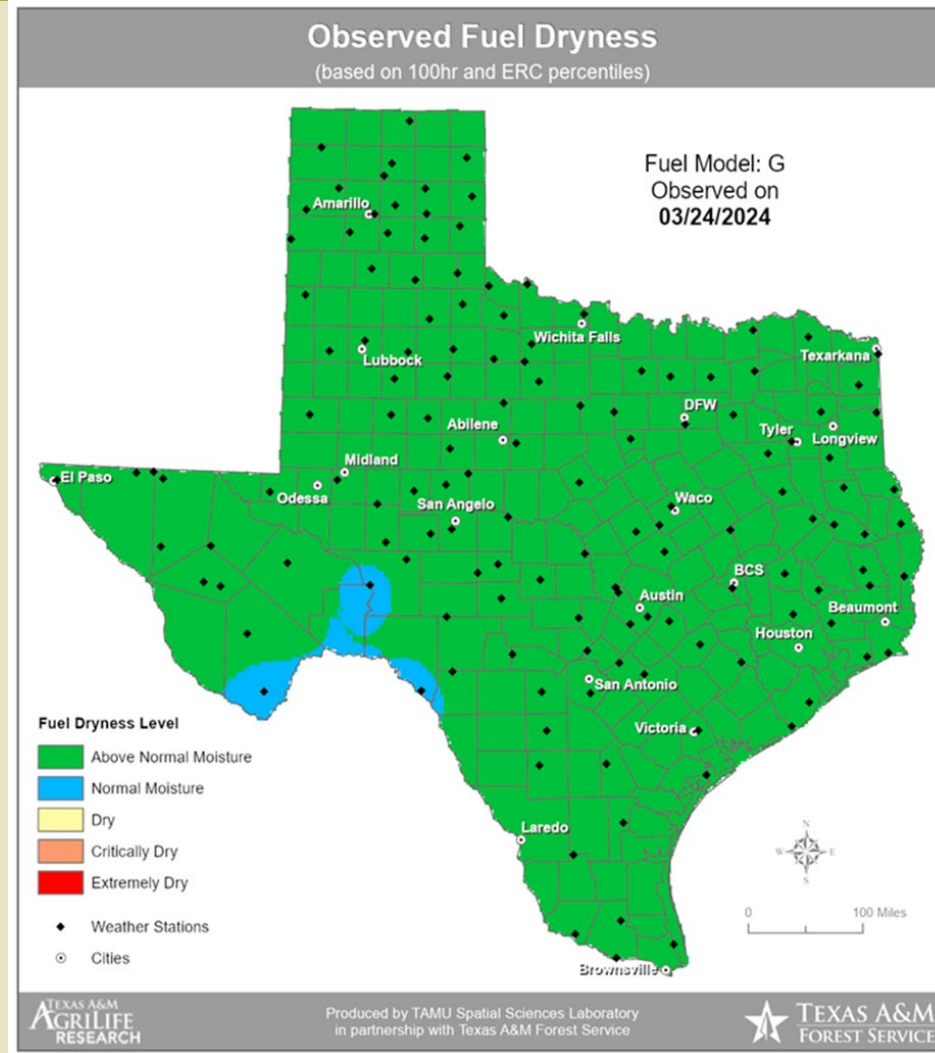 Observed Fuel Dryness
(based on 100hr and ERC percentiles)
Fuel Model: G
Observed on
03/24/2024
Amarillo
Wichita Falls
Lubbock
Texarkana
DFW
Abilene
Tyler
Longview
Midland
El Paso
Odessa
San Angelo
Waco
BCS
Austin
Beaumont
Houston
San Antonio
Victoria
Fuel Dryness Level
Above Normal Moisture
Normal Moisture
Dry
Critically Dry
Extremely Dry
Weather Stations
Cities
Laredo
Brownsville
N
W E
S
0 100 Miles
TEXAS A&M
AGRILIFE
RESEARCH
Produced by TAMU Spatial Sciences Laboratory
in partnership with Texas A&M Forest Service
TEXAS A&M
FOREST SERVICE